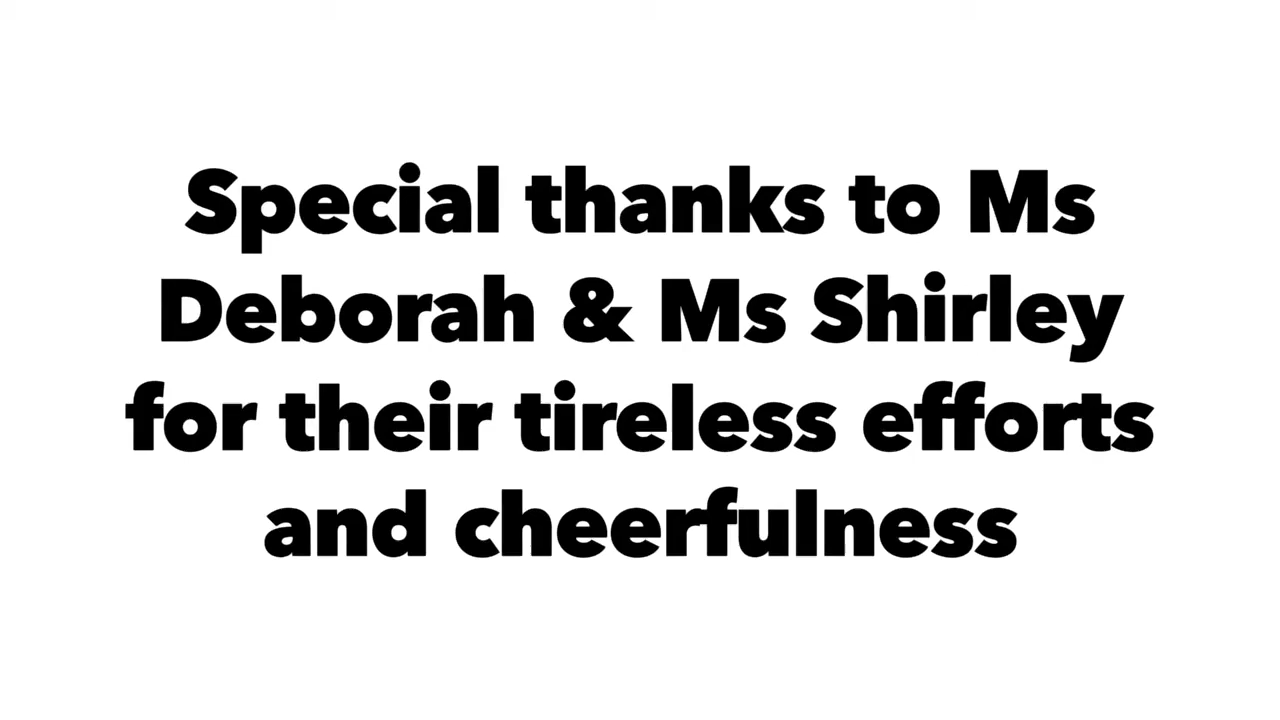 Special thanks to Ms
Deborah & Ms Shirley
for their tireless efforts
and cheerfulness